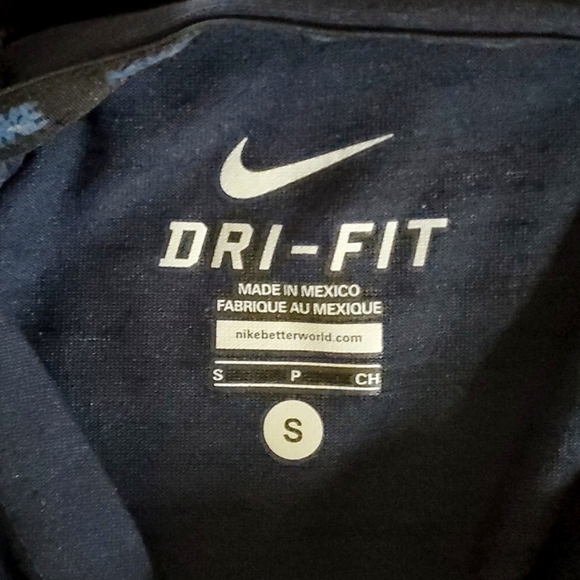 DRI-FIT
MADE IN MEXICO
FABRIQUE AU MEXIQUE
nikebetterworld.com
S P CH
S